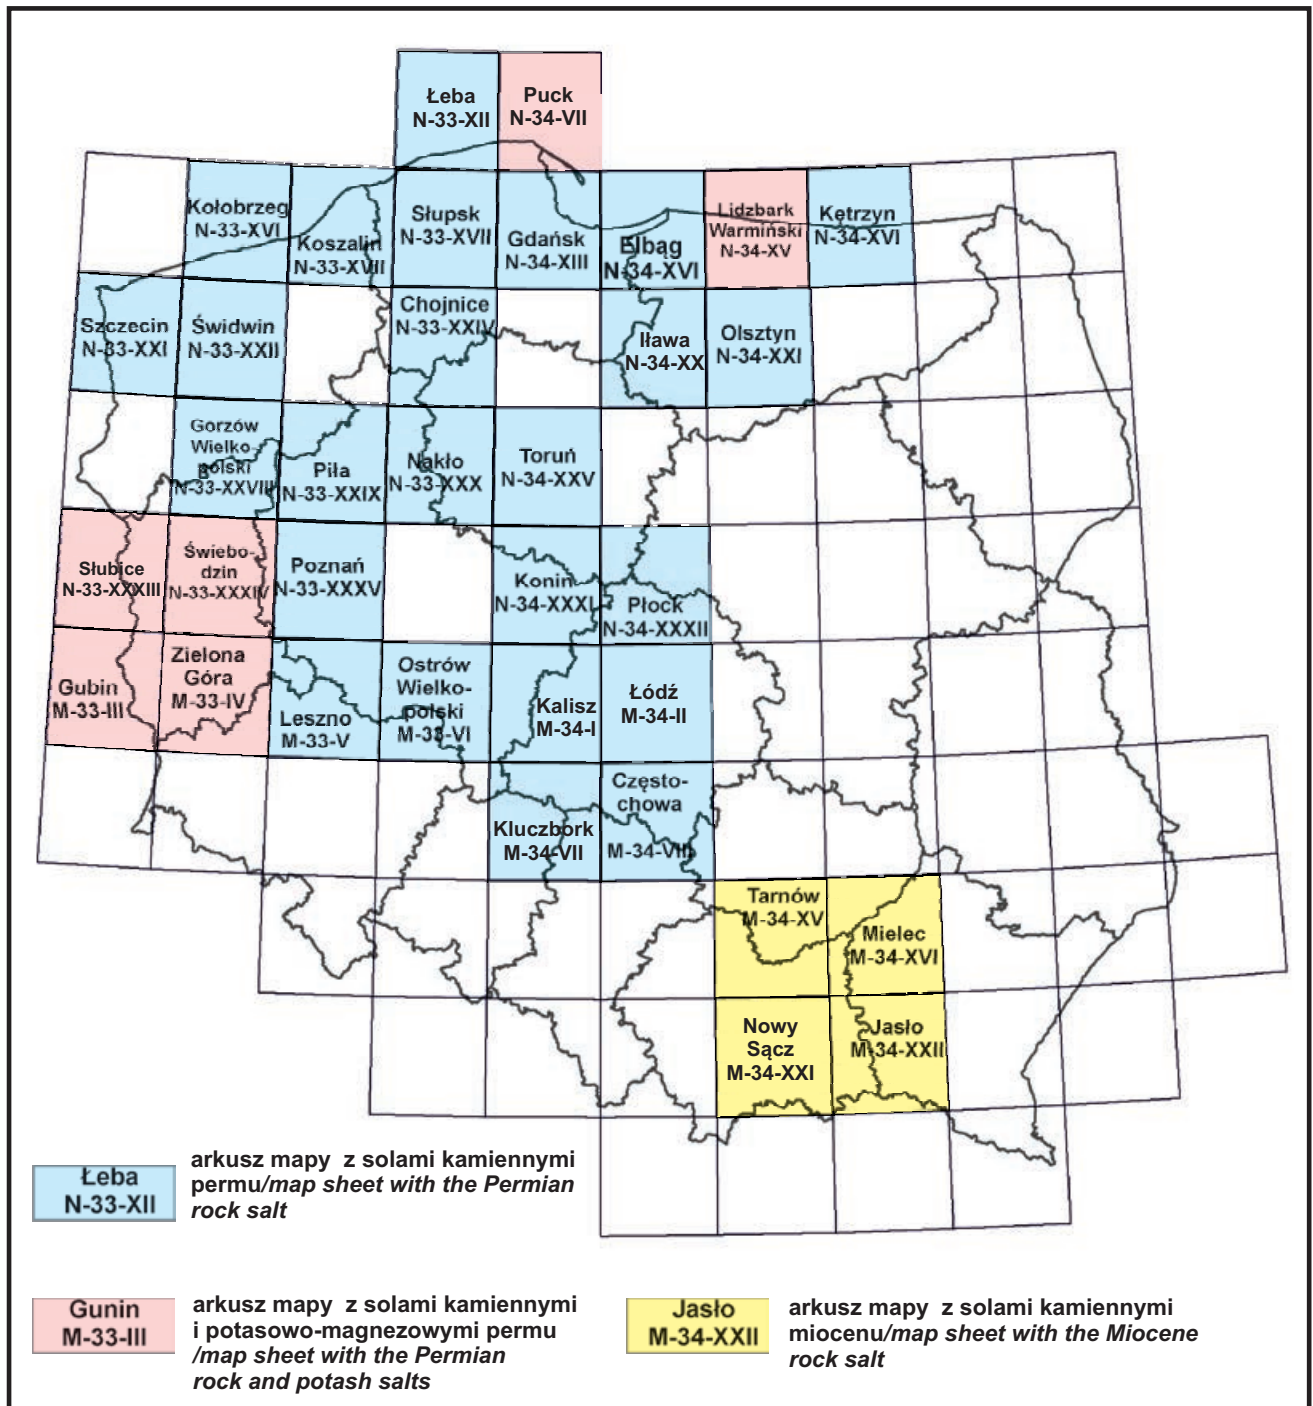 Łeba
N-33-XII
Puck
N-34-VII
Kołobrzeg
N-33-XVI
Koszalin
N-33-XVII
Słupsk
N-33-XVII
Gdańsk
N-34-XIII
Elbąg
N-34-XVI
Lidzbark
Warmiński
N-34-XV
Kętrzyn
N-34-XVI
Szczecin
N-33-XXI
Świdwin
N-33-XXII
Chojnice
N-33-XXIV
Iława
N-34-XX
Olsztyn
N-34-XXI
Gorzów
Wielko-
polski
N-33-XXVIII
Piła
N-33-XXIX
Nakło
N-33-XXX
Toruń
N-34-XXV
Słubice
N-33-XXXIII
Świebo-
dzin
N-33-XXXIV
Poznań
N-33-XXXV
Konin
N-34-XXXI
Płock
N-34-XXXII
Gubin
M-33-III
Zielona
Góra
M-33-IV
Leszno
M-33-V
Ostrów
Wielko-
polski
M-33-VI
Kalisz
M-34-I
Łódź
M-34-II
Kluczbork
M-34-VII
Często-
chowa
M-34-VIII
Tarnów
M-34-XV
Mielec
M-34-XVI
Nowy
Sącz
M-34-XXI
Jasło
M-34-XXII
Łeba
N-33-XII
arkusz mapy z solami kamiennymi
permu/map sheet with the Permian
rock salt
Gunin
M-33-III
arkusz mapy z solami kamiennymi
i potasowo-magnezowymi permu
/map sheet with the Permian
rock and potash salts
Jasło
M-34-XXII
arkusz mapy z solami kamiennymi
miocenu/map sheet with the Miocene
rock salt